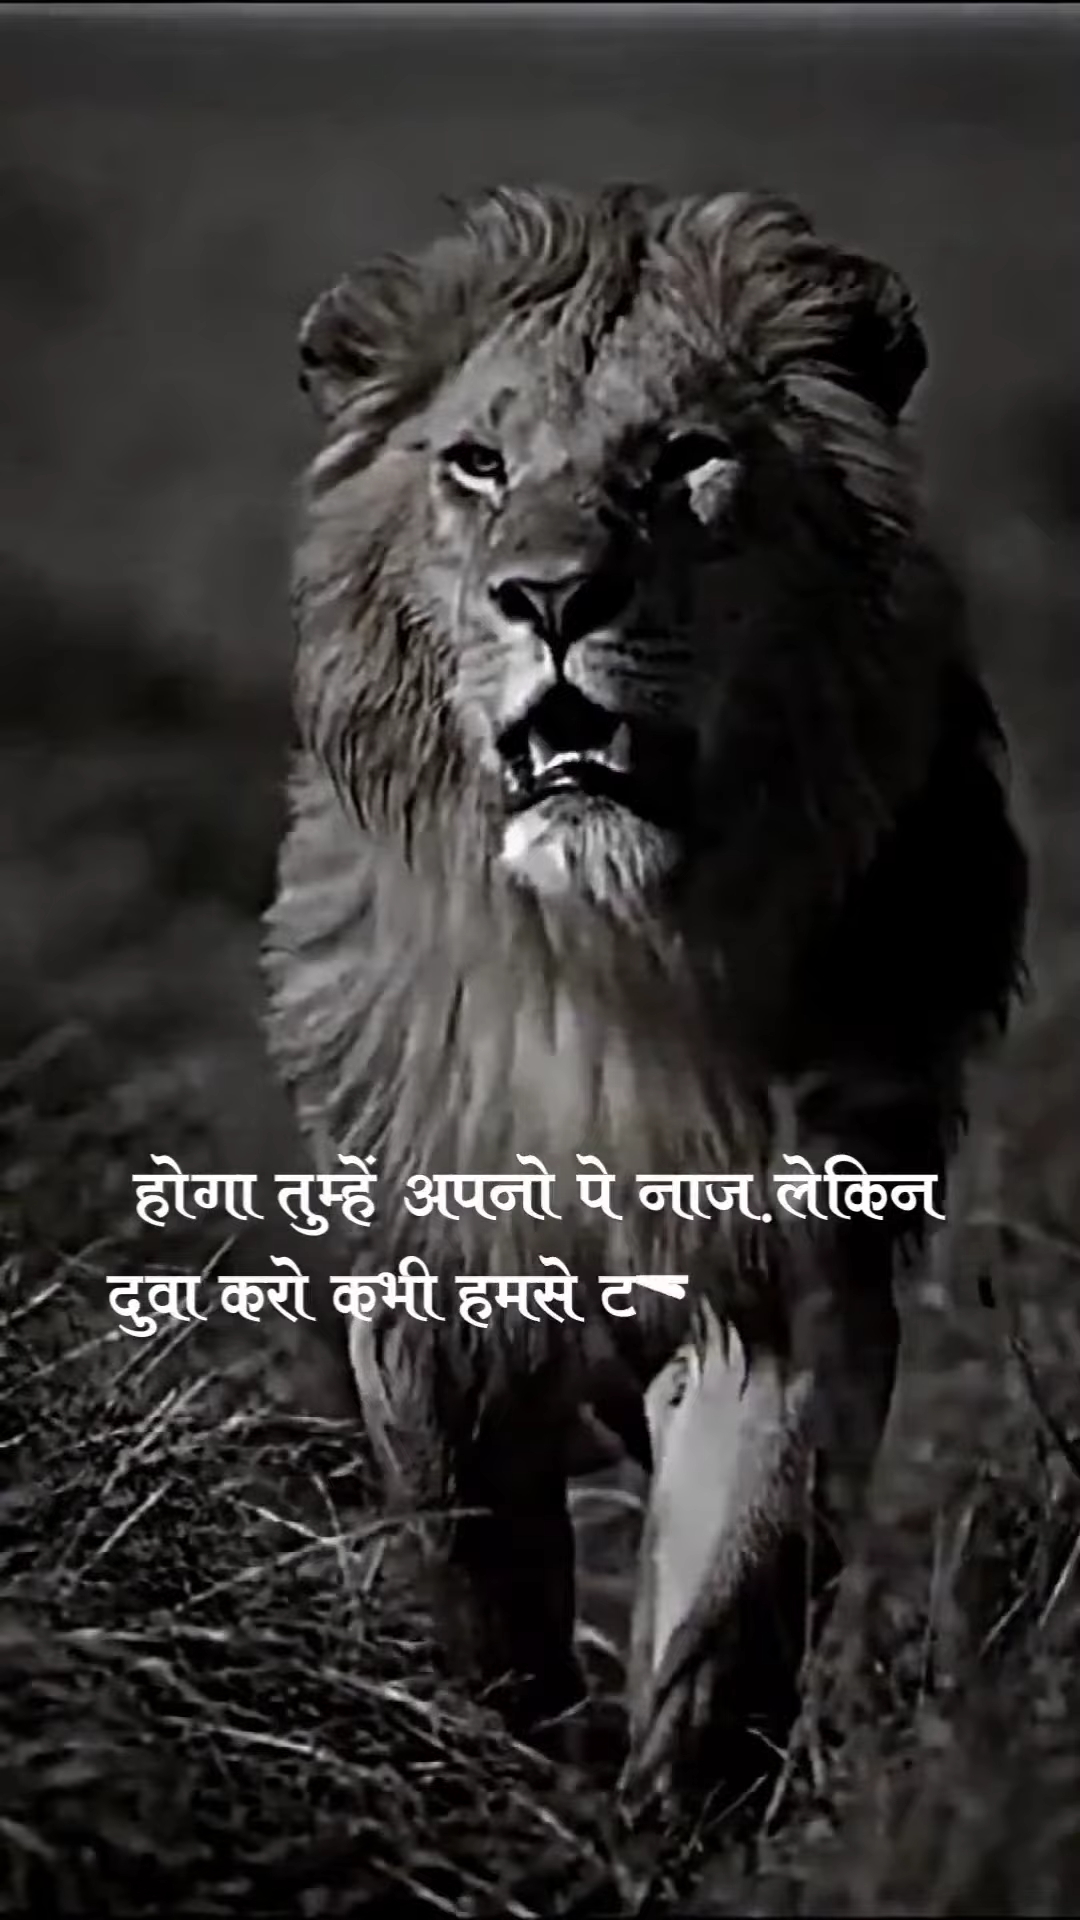 होगा तुम्हें अपनो पे नाज.लेकिन
दुवा करो कभी हमसे